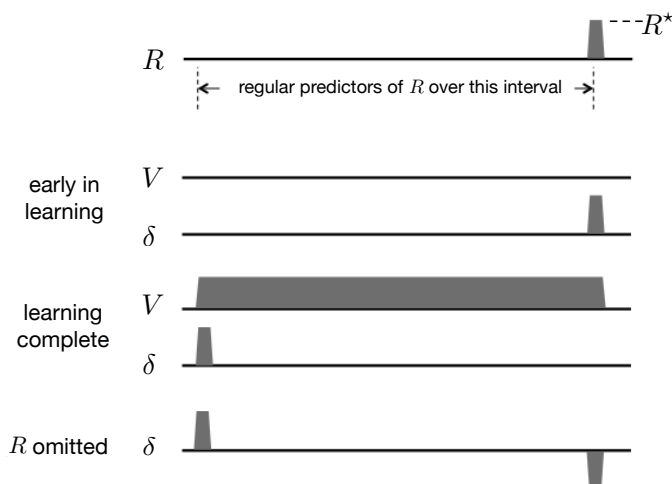 R⋆
R
regular predictors of R over this interval
early in
learning
V
δ
learning
complete
V
δ
R omitted
δ